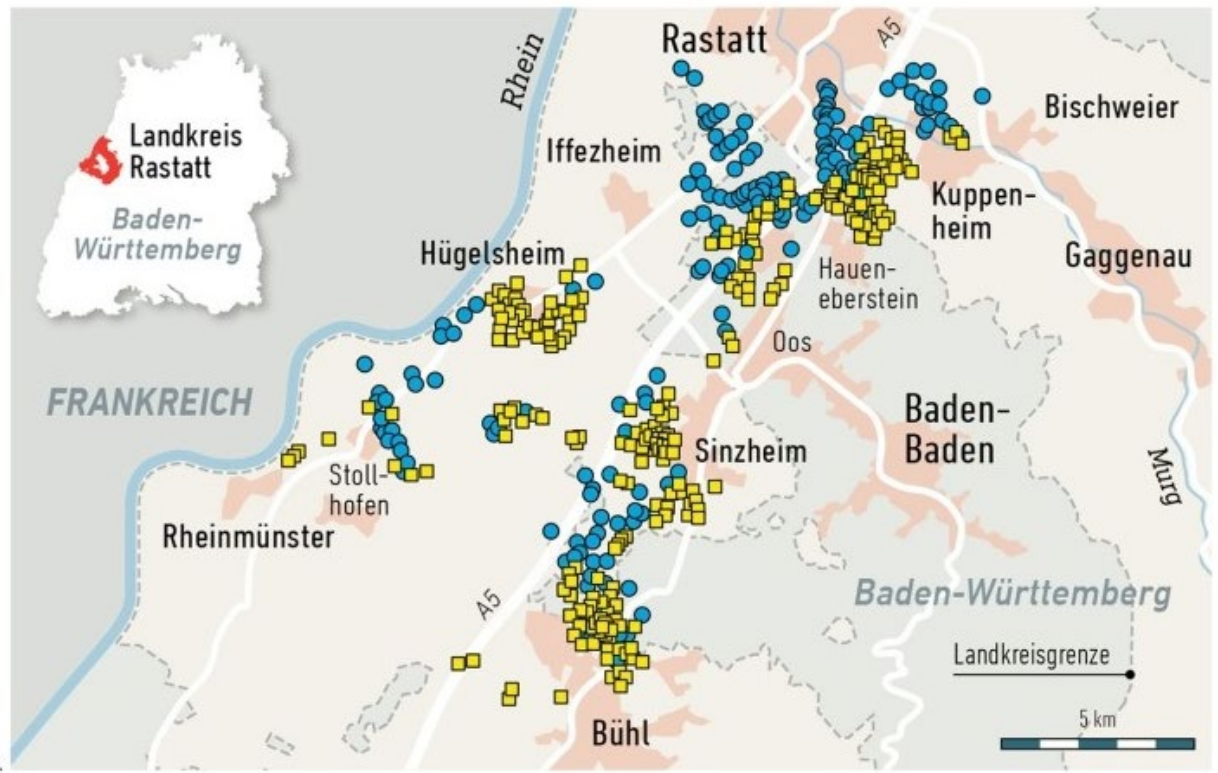 Landkreis
Rastatt
Baden-
Württemberg
Rhein
Rastatt
A5
Iffezheim
Bischweier
Kuppen-
heim
Hügelsheim
Gaggenau
Hauen-
eberstein
Oos
FRANKREICH
Baden-
Baden
Sinzheim
Stoll-
hofen
Murg
Rheinmünster
A5
Baden-Württemberg
Landkreisgrenze
5 km
Bühl